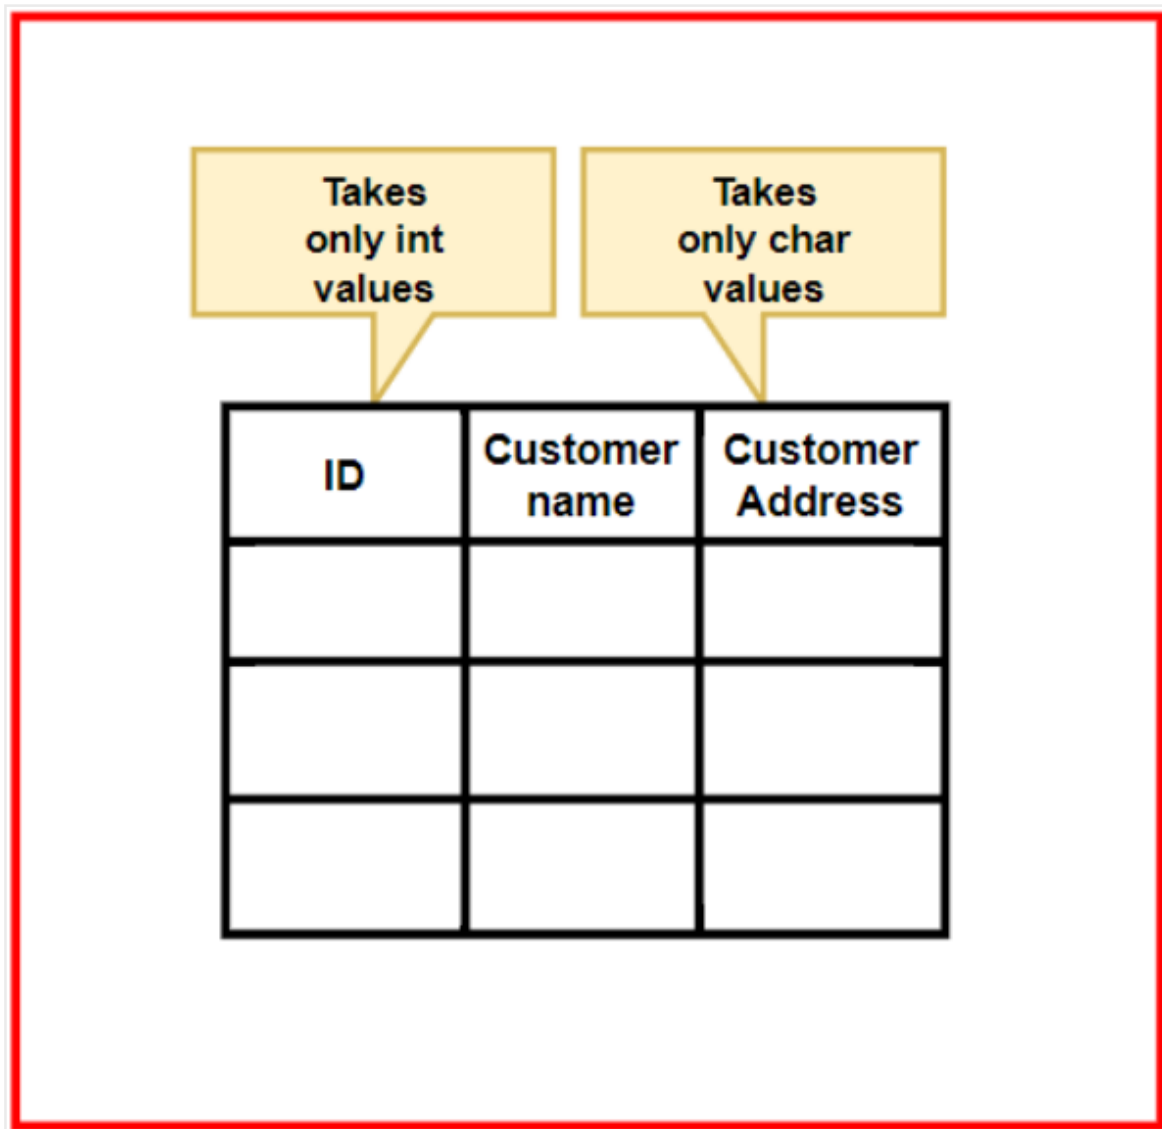 Takes
only int
values
Takes
only char
values
ID
Customer
name
Customer
Address